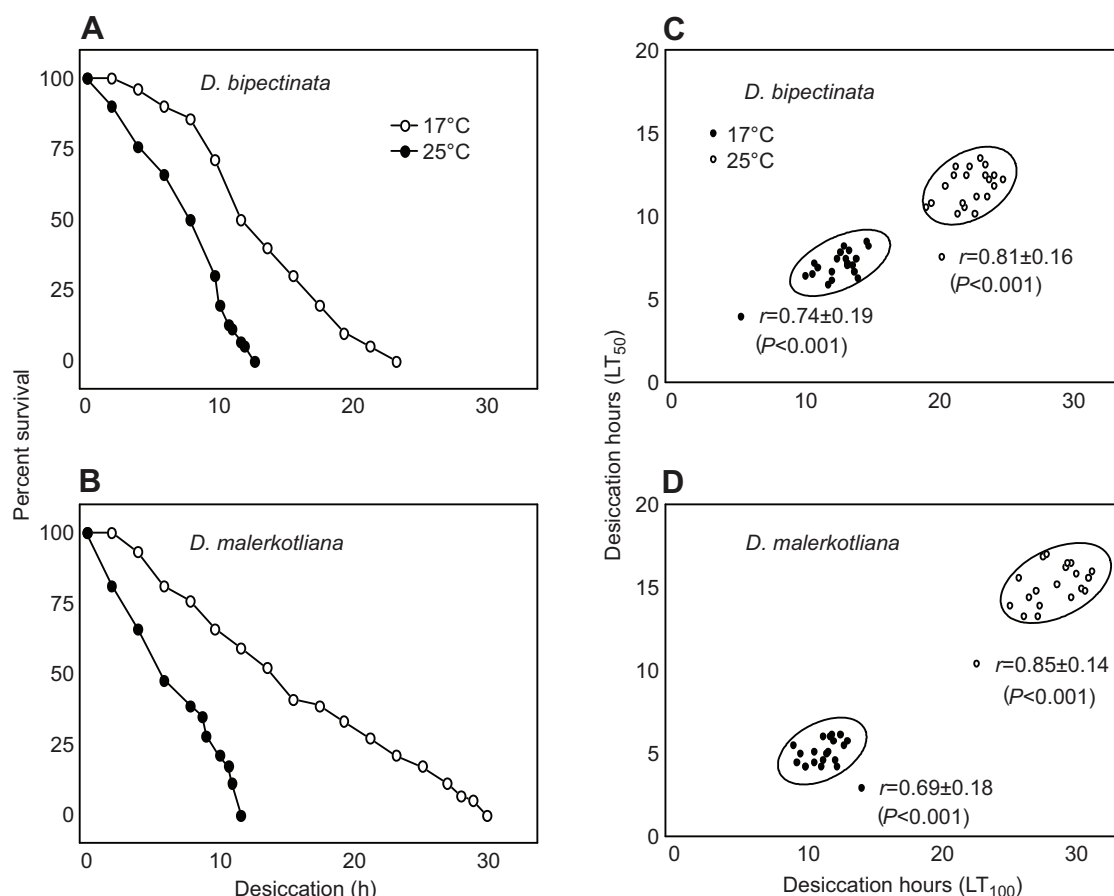 A
D. bipectinata
17°C
25°C
100
75
50
25
0
0 10 20 30
B
D. malerkotliana
100
75
50
25
0
0 10 20 30
Percent survival
Desiccation (h)
C
D. bipectinata
17°C
25°C
20
15
10
5
0
r=0.81±0.16
(P<0.001)
r=0.74±0.19
(P<0.001)
0 10 20 30
D
D. malerkotliana
20
15
10
5
0
r=0.85±0.14
(P<0.001)
r=0.69±0.18
(P<0.001)
0 10 20 30
Desiccation hours (LT50)
Desiccation hours (LT100)